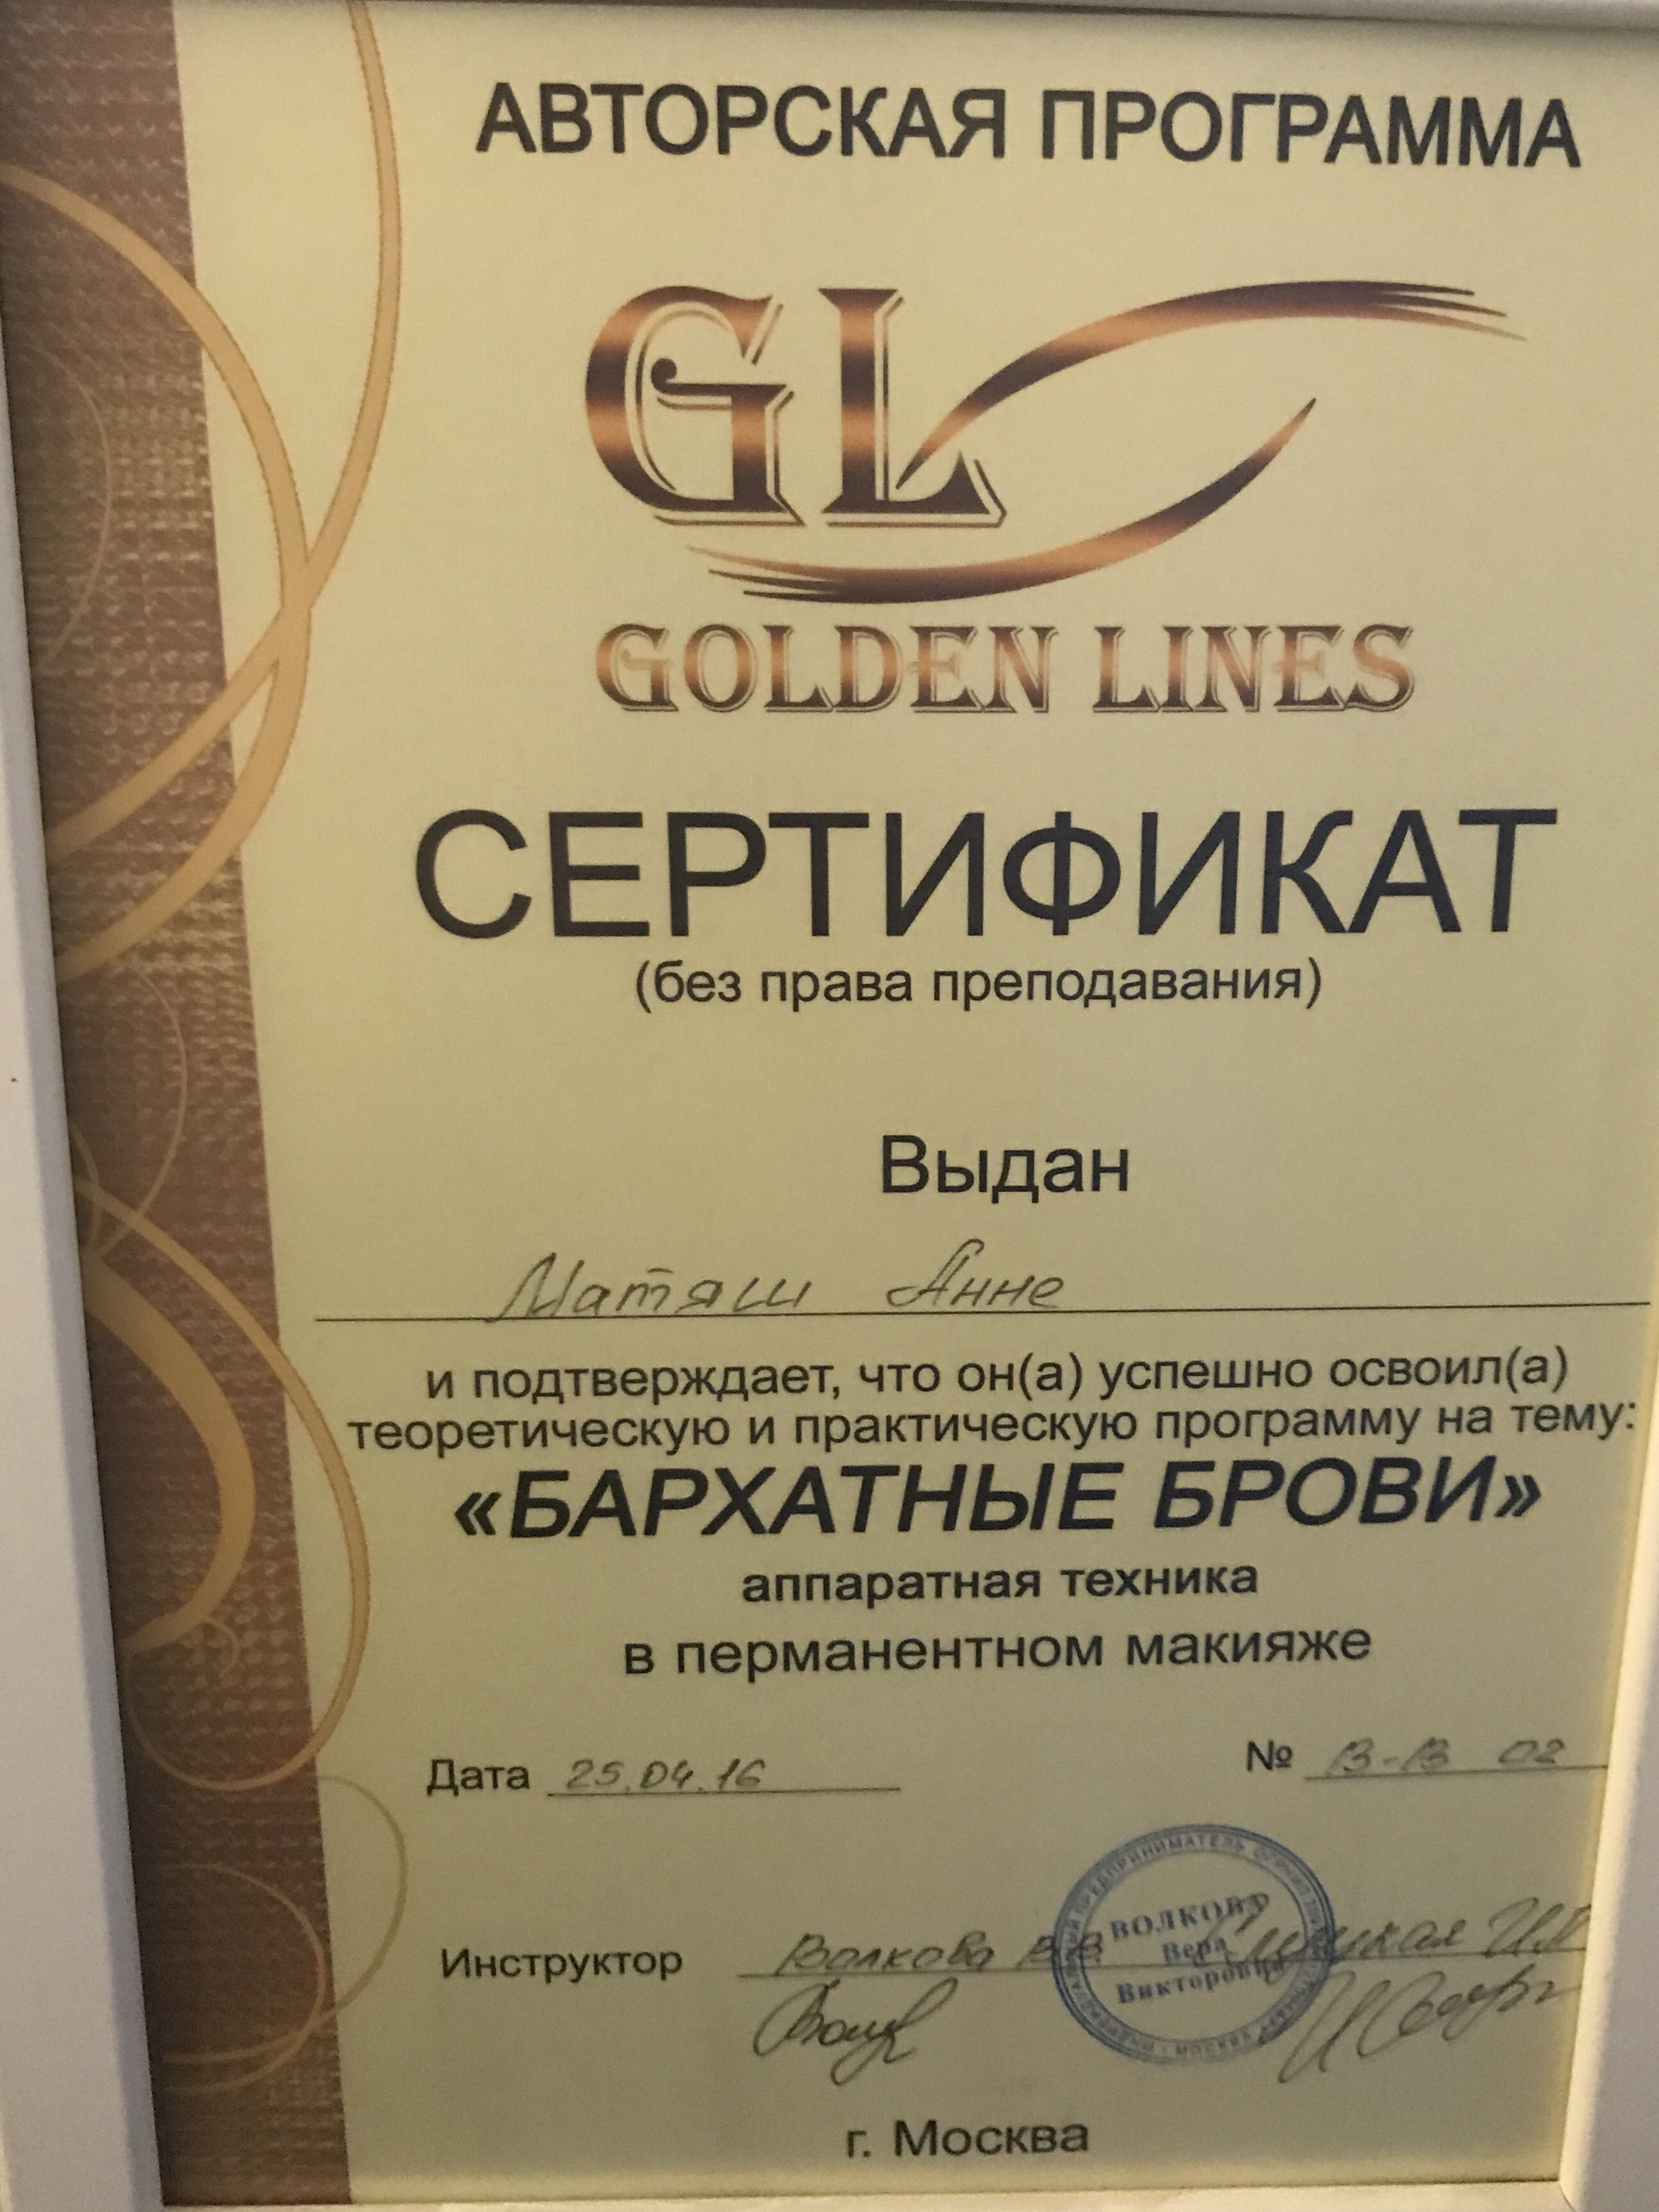 АВТОРСКАЯ ПРОГРАММА
GL
GOLDEN LINES
СЕРТИФИКАТ
(без права преподавания)
Выдан
Матяш Анне
и подтверждает, что он(а) успешно освоил(а)
теоретическую и практическую программу на тему:
«БАРХАТНЫЕ БРОВИ»
аппаратная техника
в перманентном макияже
Дата 25.04.16
№ B-B 02
ВОЛКОВА
Вера
Викторовна
Инструктор Волкова В.В.
г. Москва